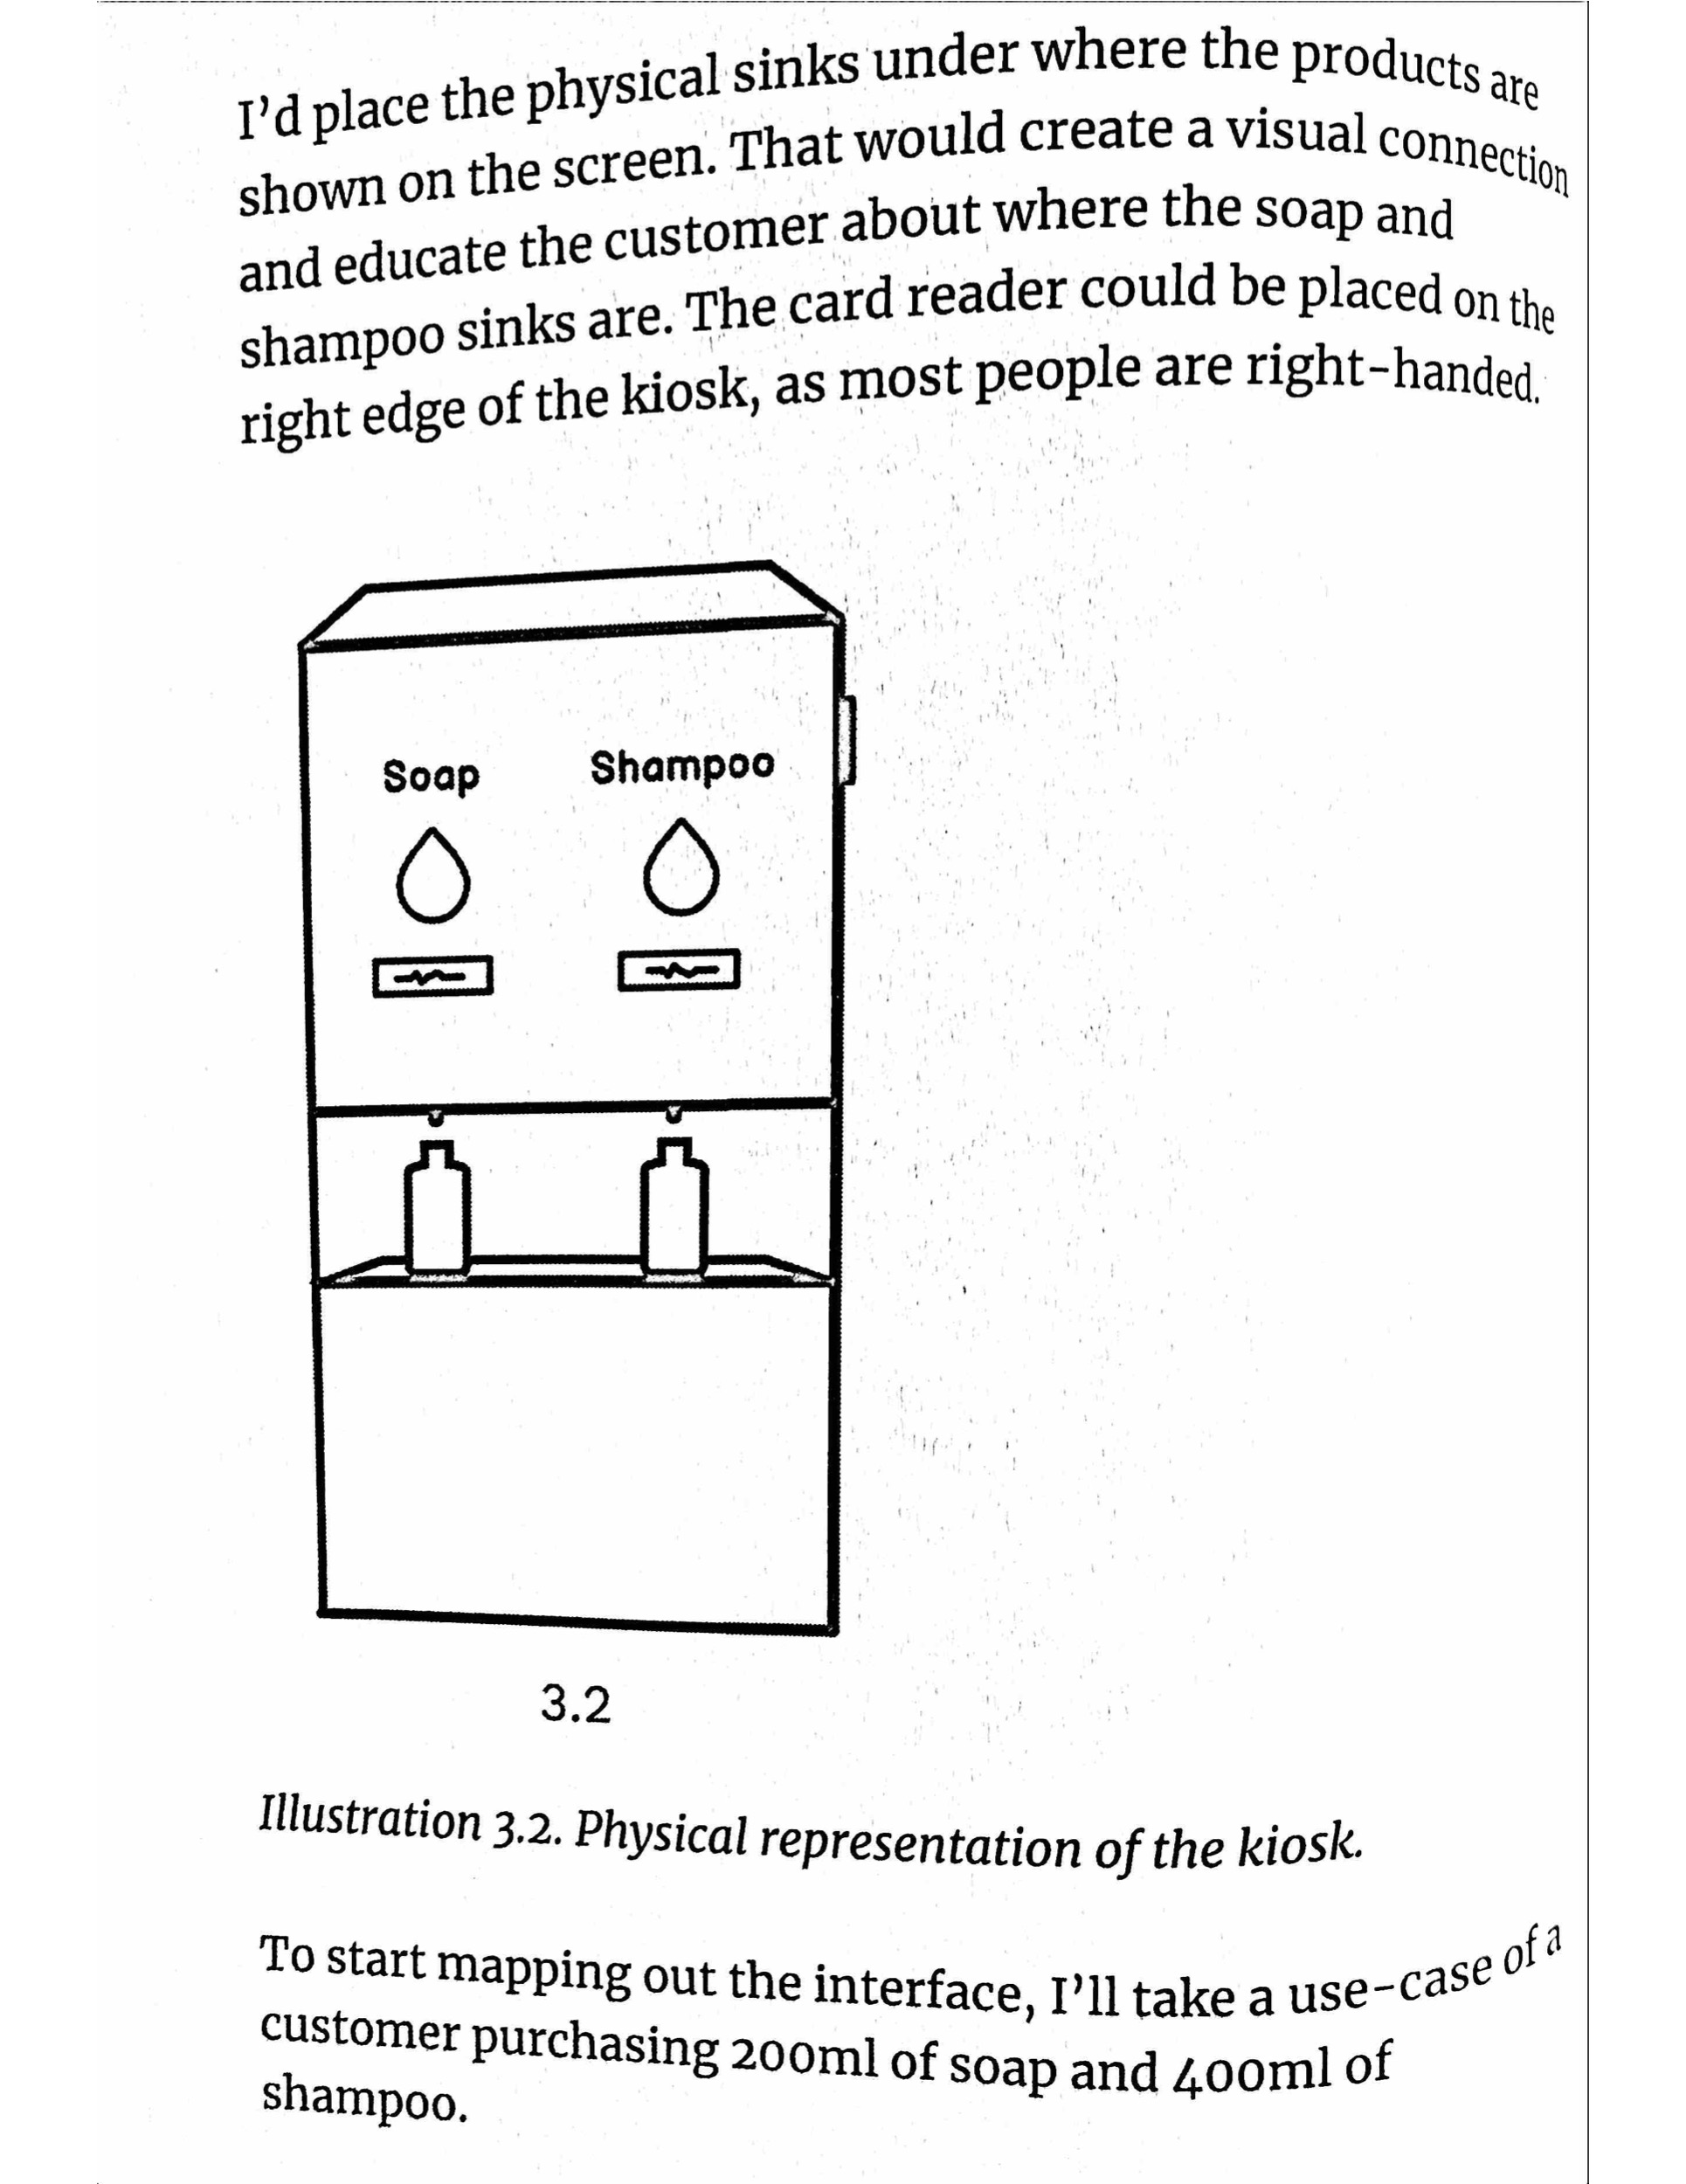 I'd place the physical sinks under where the products are
shown on the screen. That would create a visual connection
and educate the customer about where the soap and
shampoo sinks are. The card reader could be placed on the
right edge of the kiosk, as most people are right-handed.
Soap Shampoo
3.2
Illustration 3.2. Physical representation of the kiosk.
To start mapping out the interface, I'll take a use-case of a
customer purchasing 200ml of soap and 400ml of
shampoo.